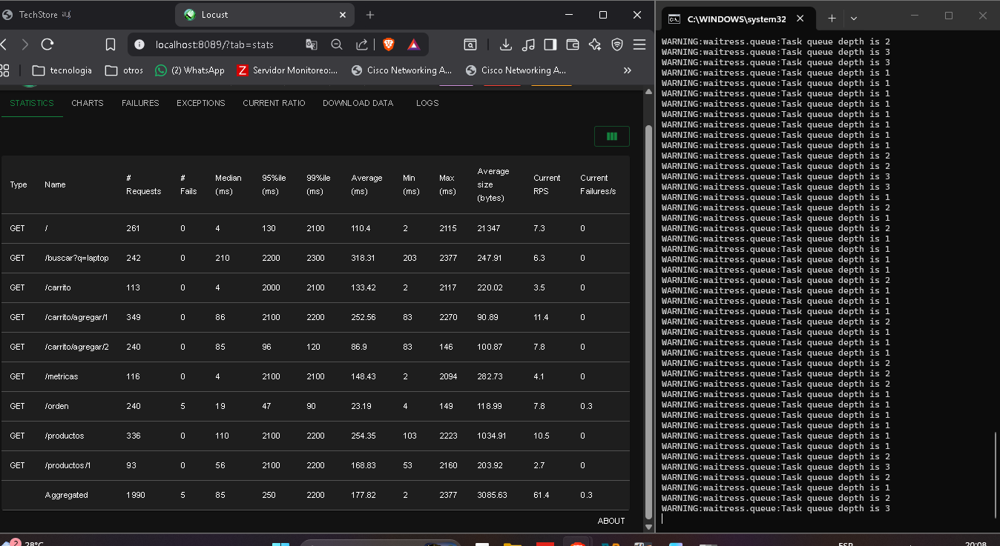 TechStore
Locust
localhost:8089/?tab=stats
tecnologia
otros
(2) WhatsApp
Servidor Monitoreo:...
Cisco Networking A...
Cisco Networking A...
STATISTICS CHARTS FAILURES EXCEPTIONS CURRENT RATIO DOWNLOAD DATA LOGS
Type Name # Requests # Fails Median (ms) 95%ile (ms) 99%ile (ms) Average (ms) Min (ms) Max (ms) Average size (bytes) Current RPS Current Failures/s
GET / 261 0 4 130 2100 110.4 2 2115 21347 7.3 0
GET /buscar?q=laptop 242 0 210 2200 2300 318.31 203 2377 247.91 6.3 0
GET /carrito 113 0 4 2000 2100 133.42 2 2117 220.02 3.5 0
GET /carrito/agregar/1 349 0 86 2100 2200 252.56 83 2270 90.89 11.4 0
GET /carrito/agregar/2 240 0 85 96 120 86.9 83 146 100.87 7.8 0
GET /metricas 116 0 4 2100 2100 148.43 2 2094 282.73 4.1 0
GET /orden 240 5 19 47 90 23.19 4 149 118.99 7.8 0.3
GET /productos 336 0 110 2100 2200 254.35 103 2223 1034.91 10.5 0
GET /productos/1 93 0 56 2100 2200 168.83 53 2160 203.92 2.7 0
Aggregated 1990 5 85 250 2200 177.82 2 2377 3085.63 61.4 0.3
ABOUT
C:\WINDOWS\system32
WARNING:waitress.queue:Task queue depth is 2
WARNING:waitress.queue:Task queue depth is 3
WARNING:waitress.queue:Task queue depth is 3
WARNING:waitress.queue:Task queue depth is 1
WARNING:waitress.queue:Task queue depth is 1
WARNING:waitress.queue:Task queue depth is 1
WARNING:waitress.queue:Task queue depth is 1
WARNING:waitress.queue:Task queue depth is 1
WARNING:waitress.queue:Task queue depth is 1
WARNING:waitress.queue:Task queue depth is 1
WARNING:waitress.queue:Task queue depth is 1
WARNING:waitress.queue:Task queue depth is 2
WARNING:waitress.queue:Task queue depth is 2
WARNING:waitress.queue:Task queue depth is 3
WARNING:waitress.queue:Task queue depth is 3
WARNING:waitress.queue:Task queue depth is 1
WARNING:waitress.queue:Task queue depth is 2
WARNING:waitress.queue:Task queue depth is 1
WARNING:waitress.queue:Task queue depth is 2
WARNING:waitress.queue:Task queue depth is 1
WARNING:waitress.queue:Task queue depth is 1
WARNING:waitress.queue:Task queue depth is 1
WARNING:waitress.queue:Task queue depth is 1
WARNING:waitress.queue:Task queue depth is 2
WARNING:waitress.queue:Task queue depth is 1
WARNING:waitress.queue:Task queue depth is 1
WARNING:waitress.queue:Task queue depth is 1
WARNING:waitress.queue:Task queue depth is 2
WARNING:waitress.queue:Task queue depth is 1
WARNING:waitress.queue:Task queue depth is 1
WARNING:waitress.queue:Task queue depth is 1
WARNING:waitress.queue:Task queue depth is 2
WARNING:waitress.queue:Task queue depth is 2
WARNING:waitress.queue:Task queue depth is 2
WARNING:waitress.queue:Task queue depth is 1
WARNING:waitress.queue:Task queue depth is 1
WARNING:waitress.queue:Task queue depth is 1
WARNING:waitress.queue:Task queue depth is 1
WARNING:waitress.queue:Task queue depth is 1
WARNING:waitress.queue:Task queue depth is 1
WARNING:waitress.queue:Task queue depth is 2
WARNING:waitress.queue:Task queue depth is 3
WARNING:waitress.queue:Task queue depth is 2
WARNING:waitress.queue:Task queue depth is 1
WARNING:waitress.queue:Task queue depth is 2
WARNING:waitress.queue:Task queue depth is 3
2
28°C
ESP
20:08